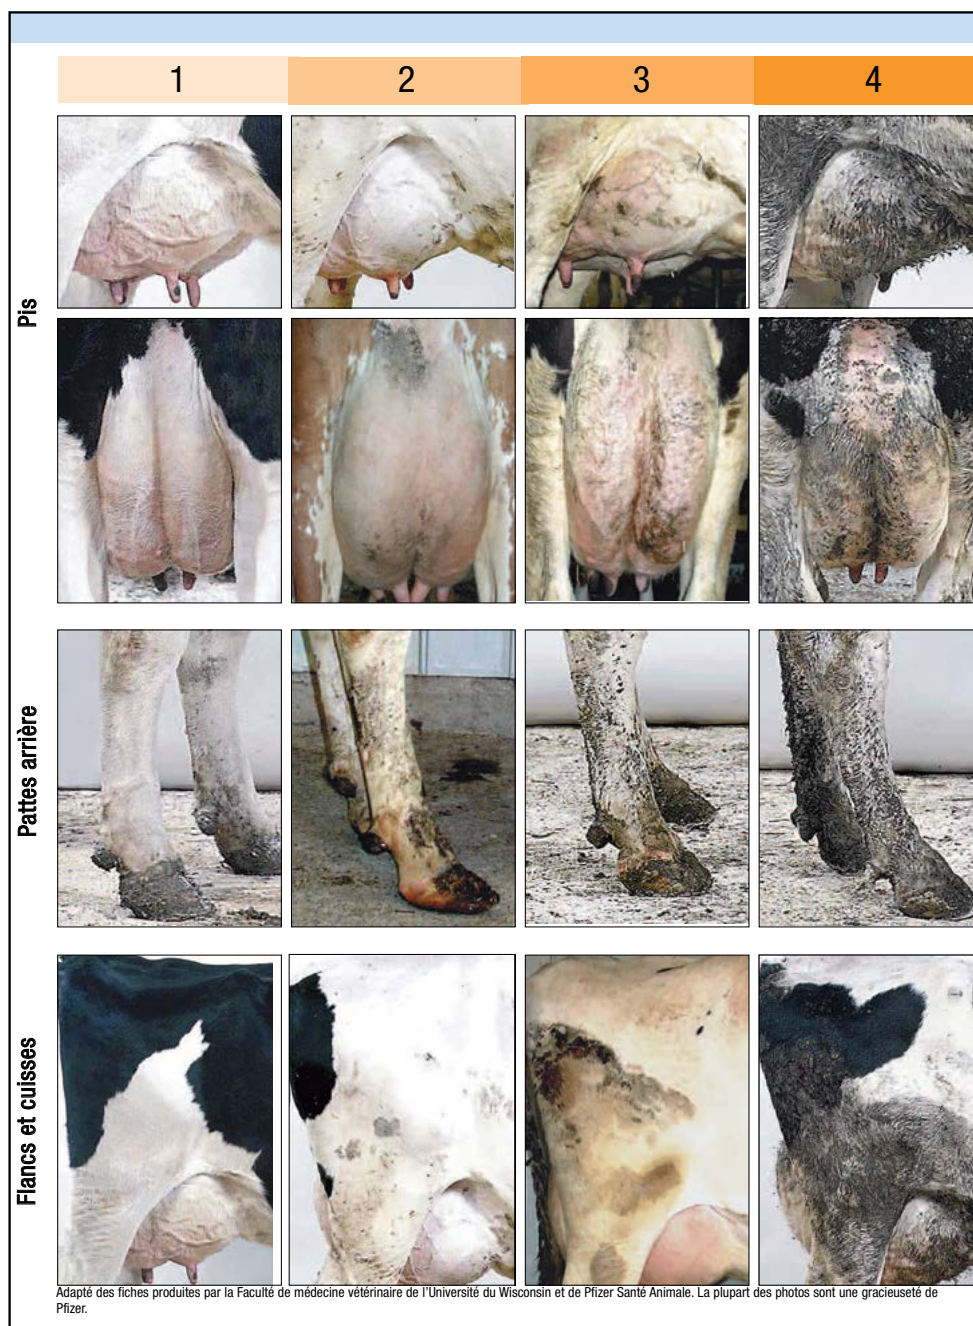 1
2
3
4
Pis
Pattes arrière
Flancs et cuisses
Adapté des fiches produites par la Faculté de médecine vétérinaire de l'Université du Wisconsin et de Pfizer Santé Animale. La plupart des photos sont une gracieuseté de
Pfizer.